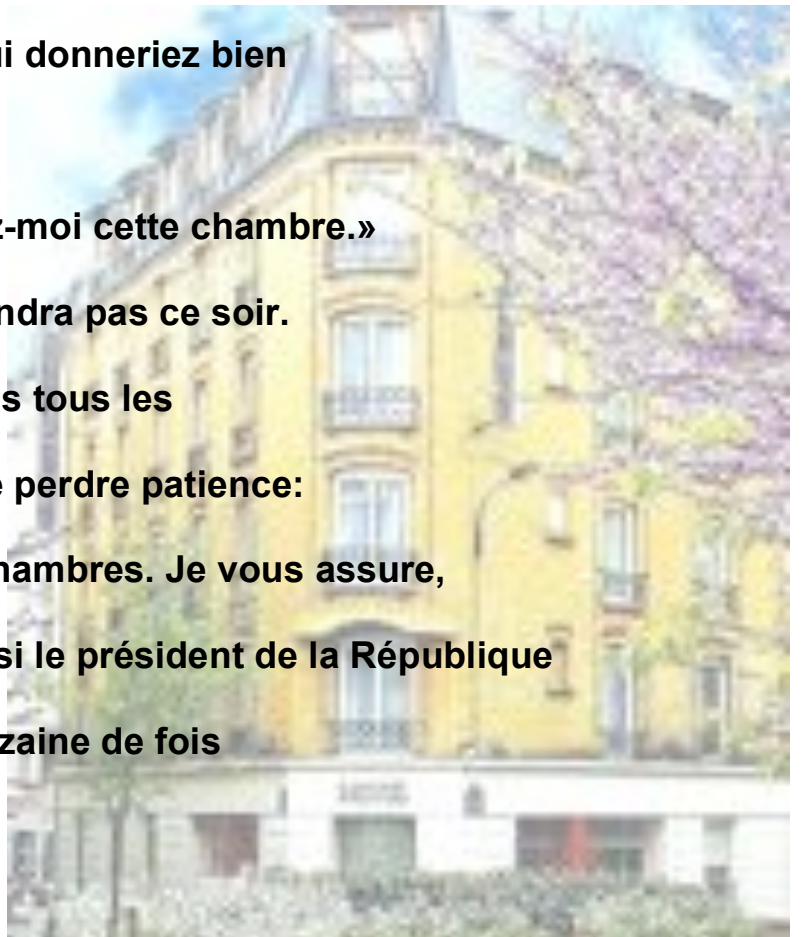 i donneriez bien
z-moi cette chambre.»
ndra pas ce soir.
s tous les
e perdre patience:
hambres. Je vous assure,
si le président de la République
zaine de fois
HOTEL